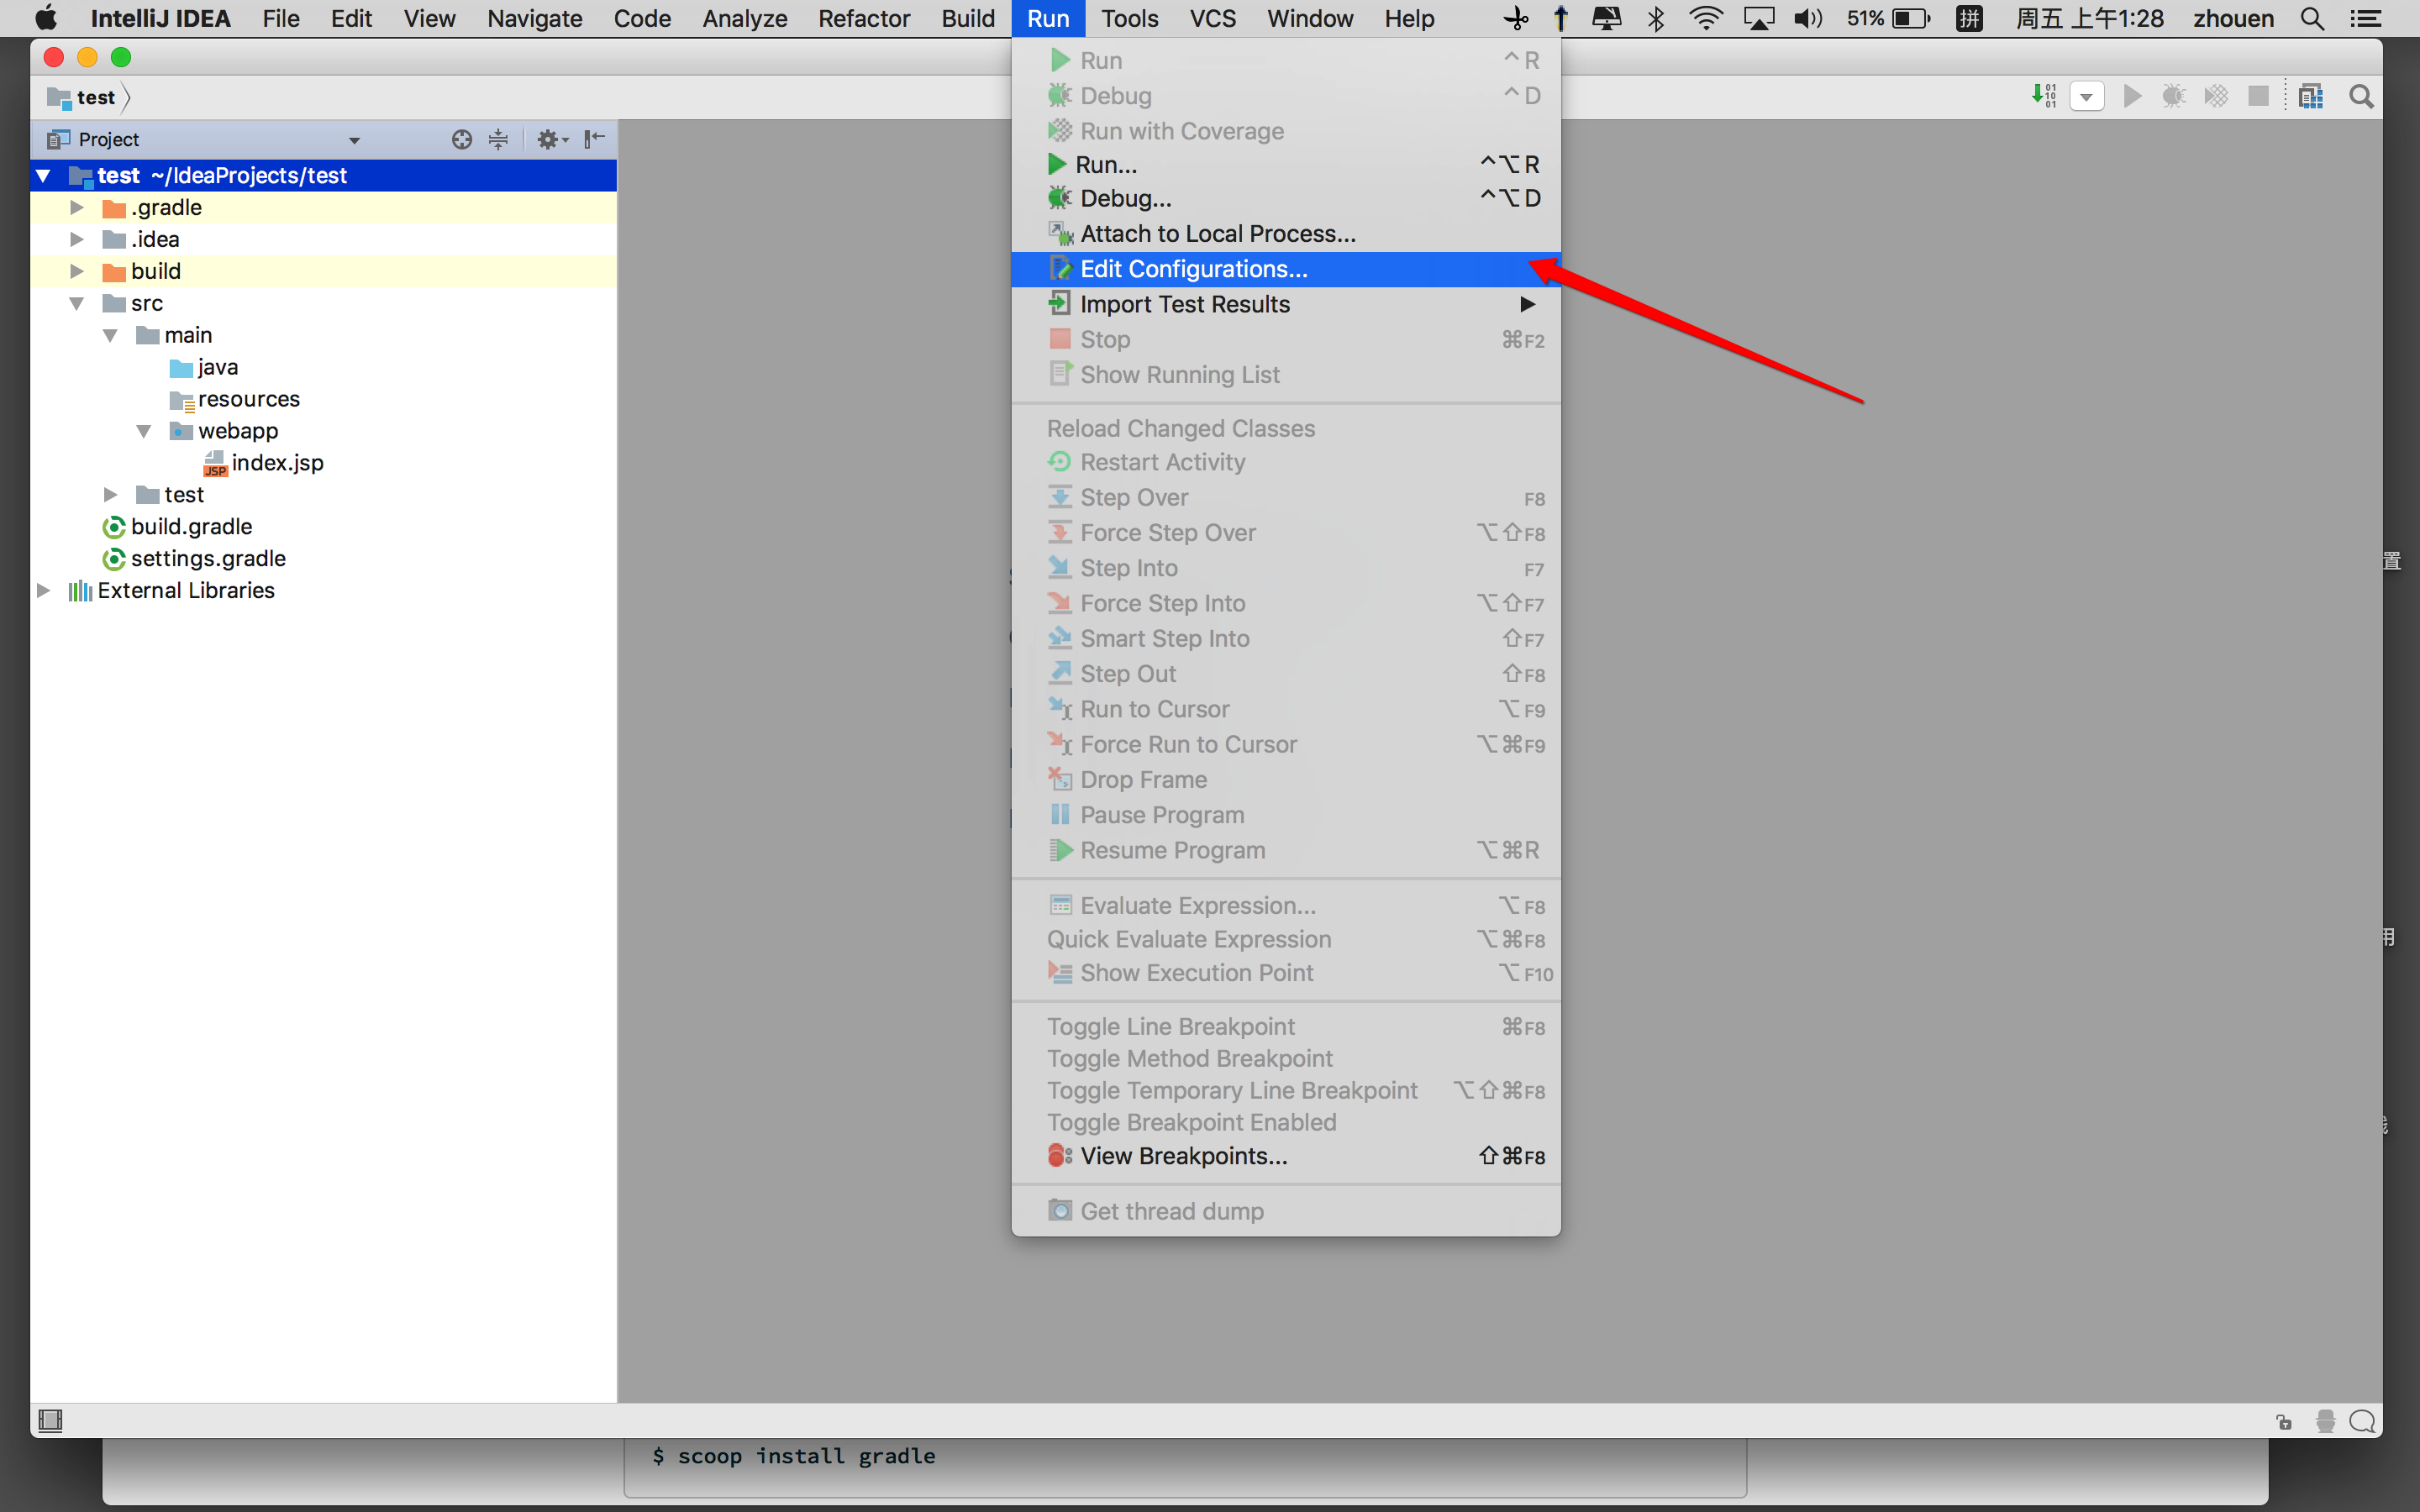 IntelliJ IDEA File Edit View Navigate Code Analyze Refactor Build Run Tools VCS Window Help 51% 拼 周五 上午1:28 zhouen
test
Project
test ~/IdeaProjects/test
.gradle
.idea
build
src
main
java
resources
webapp
JSP index.jsp
test
build.gradle
settings.gradle
External Libraries
Run ^R
Debug ^D
Run with Coverage
Run... ^⌥R
Debug... ^⌥D
Attach to Local Process...
Edit Configurations...
Import Test Results
Stop ⌘F2
Show Running List
Reload Changed Classes
Restart Activity
Step Over F8
Force Step Over ⌥⇧F8
Step Into F7
Force Step Into ⌥⇧F7
Smart Step Into ⇧F7
Step Out ⇧F8
Run to Cursor ⌥F9
Force Run to Cursor ⌥⌘F9
Drop Frame
Pause Program
Resume Program ⌥⌘R
Evaluate Expression... ⌥F8
Quick Evaluate Expression ⌥⌘F8
Show Execution Point ⌥F10
Toggle Line Breakpoint ⌘F8
Toggle Method Breakpoint
Toggle Temporary Line Breakpoint ⌥⇧⌘F8
Toggle Breakpoint Enabled
View Breakpoints... ⇧⌘F8
Get thread dump
置
$ scoop install gradle